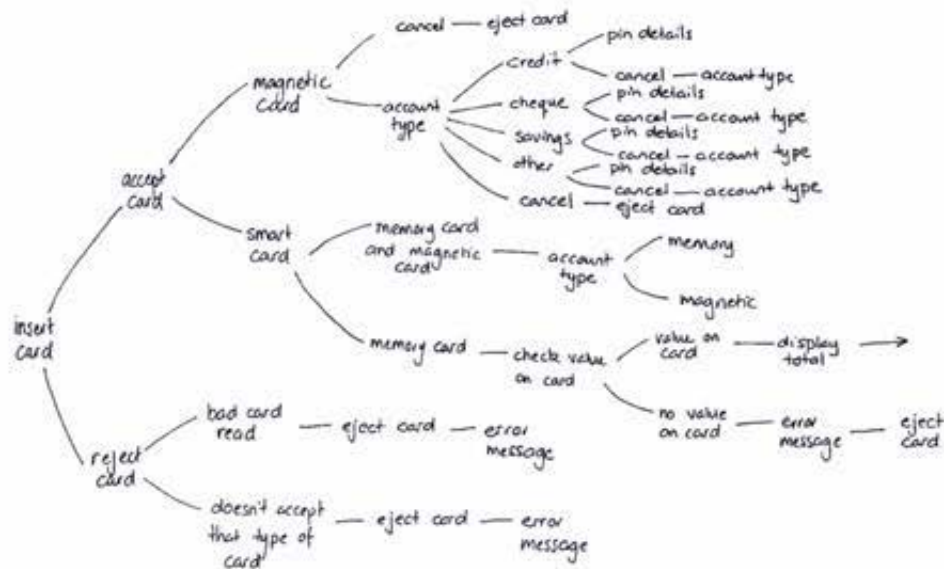 cancel — eject card
pin details
credit
magnetic
card
cancel — account type
account
type
cheque
pin details
cancel — account type
savings
pin details
cancel — account type
other
pin details
cancel — account type
cancel — eject card
accept
card
smart
card
memory card
and magnetic
card
account
type
memory
magnetic
insert
card
memory card
check value
on card
value on
card
display
total
no value
on card
error
message
eject
card
reject
card
bad card
read
eject card
error
message
doesn't accept
that type of
card
eject card
error
message